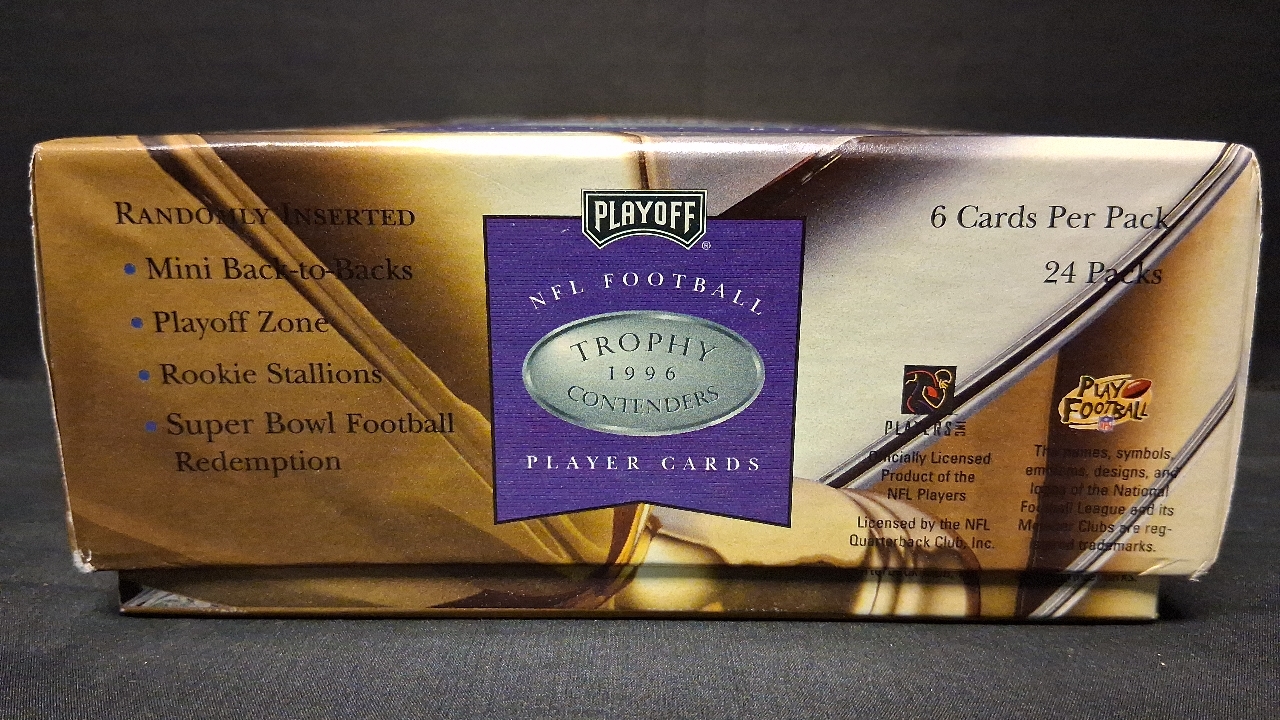 RANDOMLY INSERTED
• Mini Back-to-Backs
• Playoff Zone
• Rookie Stallions
• Super Bowl Football
Redemption
PLAYOFF
®
NFL FOOTBALL
TROPHY
1996
CONTENDERS
PLAYER CARDS
6 Cards Per Pack
24 Packs
PLAYERS INC
Officially Licensed
Product of the
NFL Players
Licensed by the NFL
Quarterback Club, Inc.
PLAY
FOOTBALL
NFL
The names, symbols,
emblems, designs, and
logos of the National
Football League and its
Member Clubs are reg-
istered trademarks.